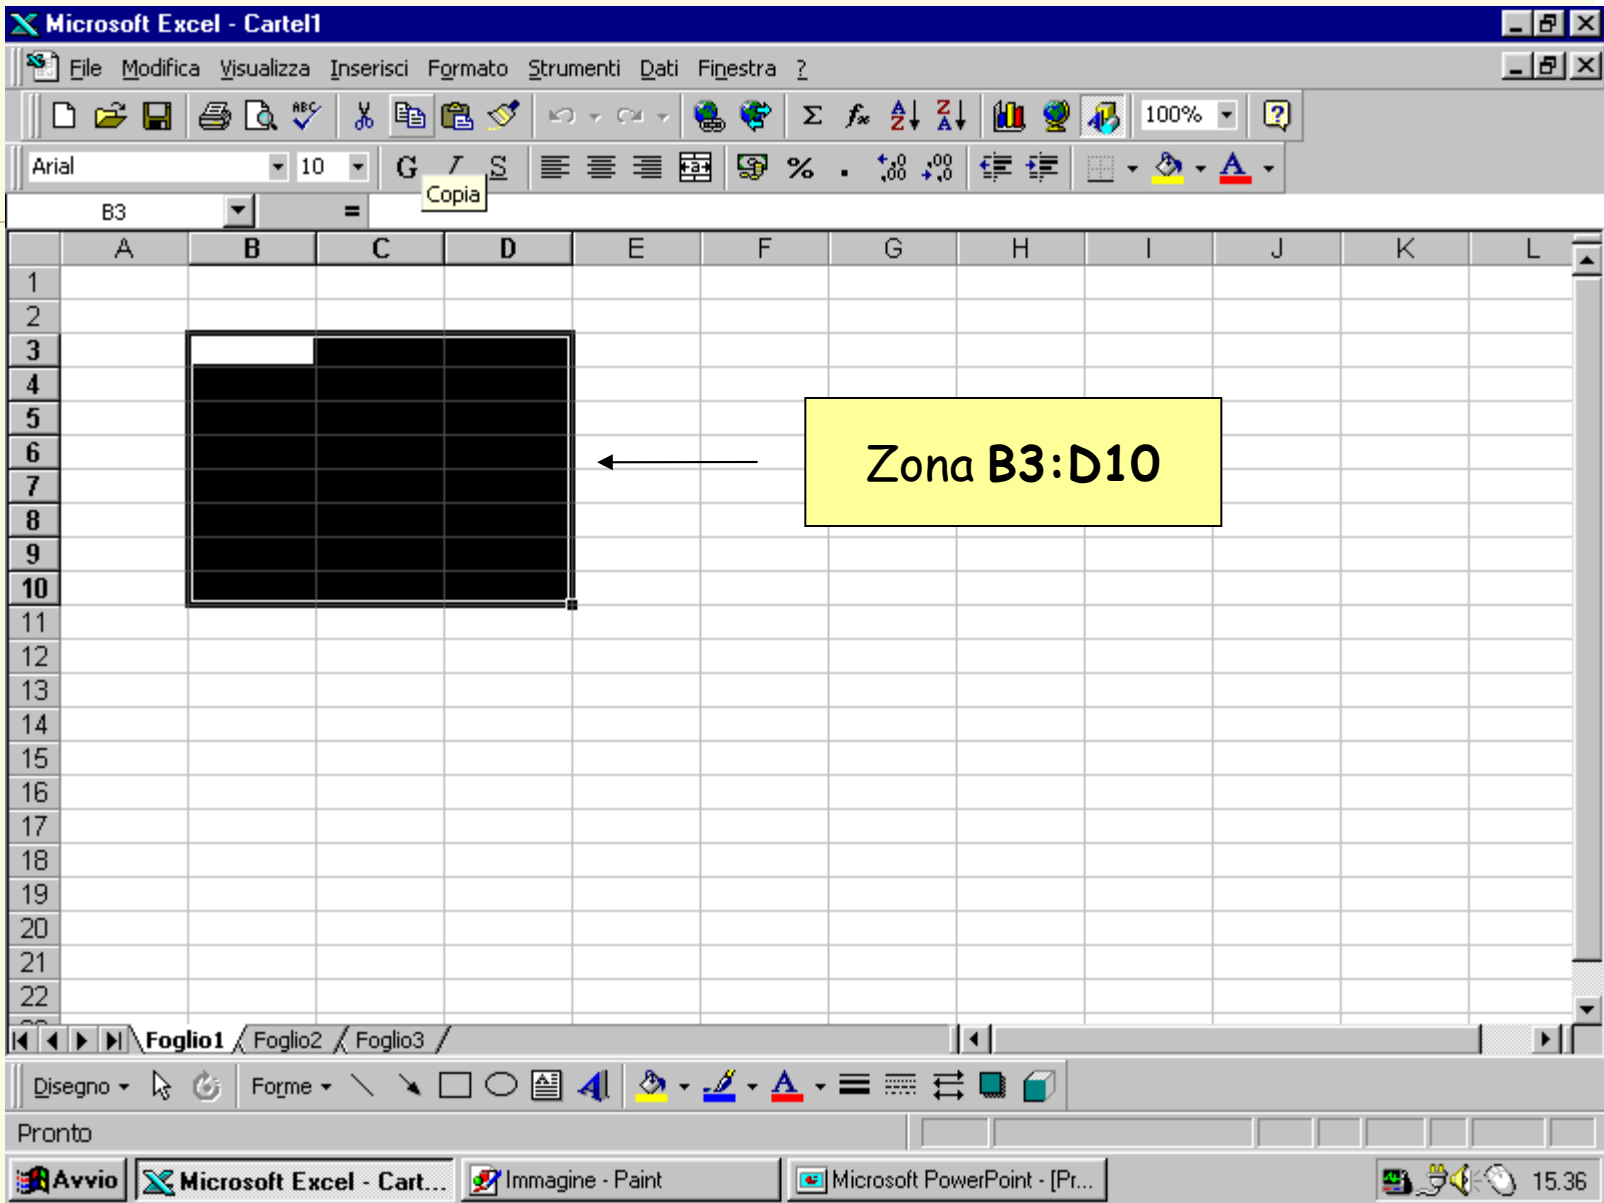 Microsoft Excel - Cartel1
File Modifica Visualizza Inserisci Formato Strumenti Dati Finestra ?
100%
Arial 10 G I S
Copia
B3 =
A B C D E F G H I J K L
1
2
3
4
5
6
7
8
9
10
11
12
13
14
15
16
17
18
19
20
21
22
Zona B3:D10
Foglio1 Foglio2 Foglio3
Disegno Forme
Pronto
Avvio Microsoft Excel - Cart... Immagine - Paint Microsoft PowerPoint - [Pr... 15.36